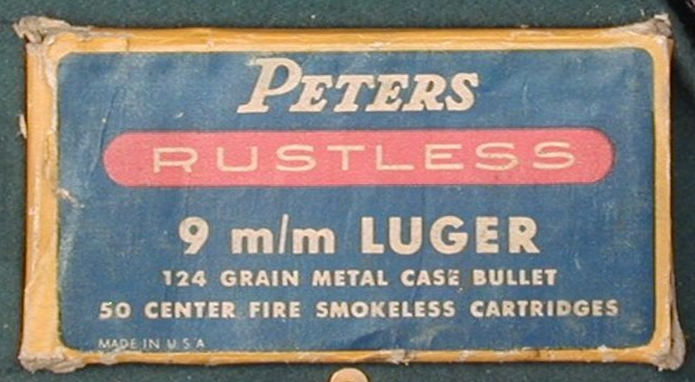 PETERS
RUSTLESS
9 m/m LUGER
124 GRAIN METAL CASE BULLET
50 CENTER FIRE SMOKELESS CARTRIDGES
MADE IN U S A